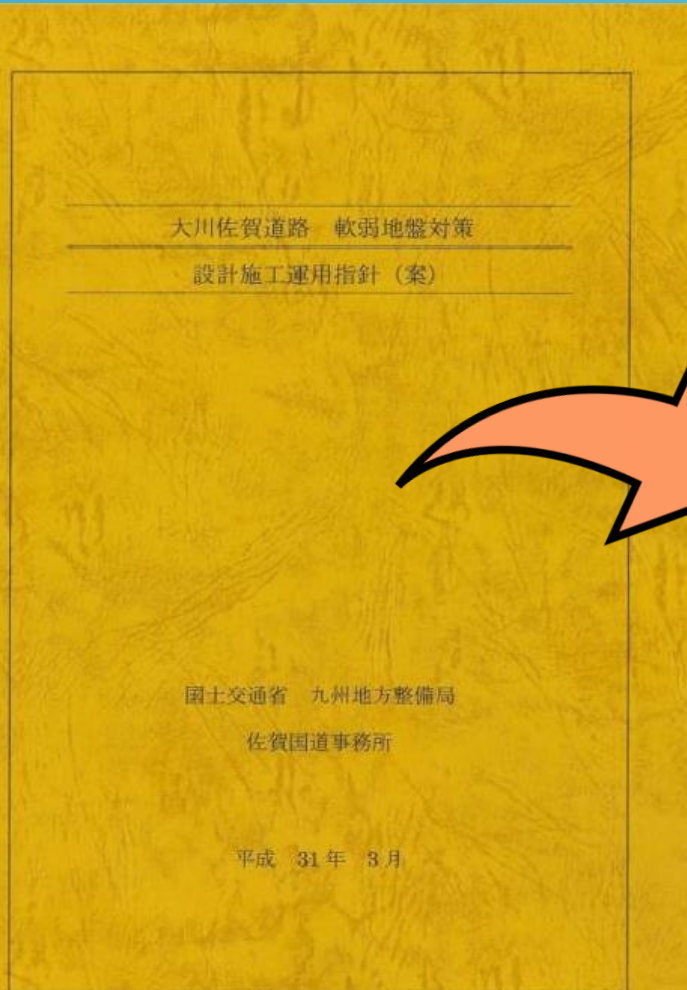 大川佐賀道路　軟弱地盤対策
設計施工運用指針（案）
国土交通省　九州地方整備局
佐賀国道事務所
平成　31年　3月